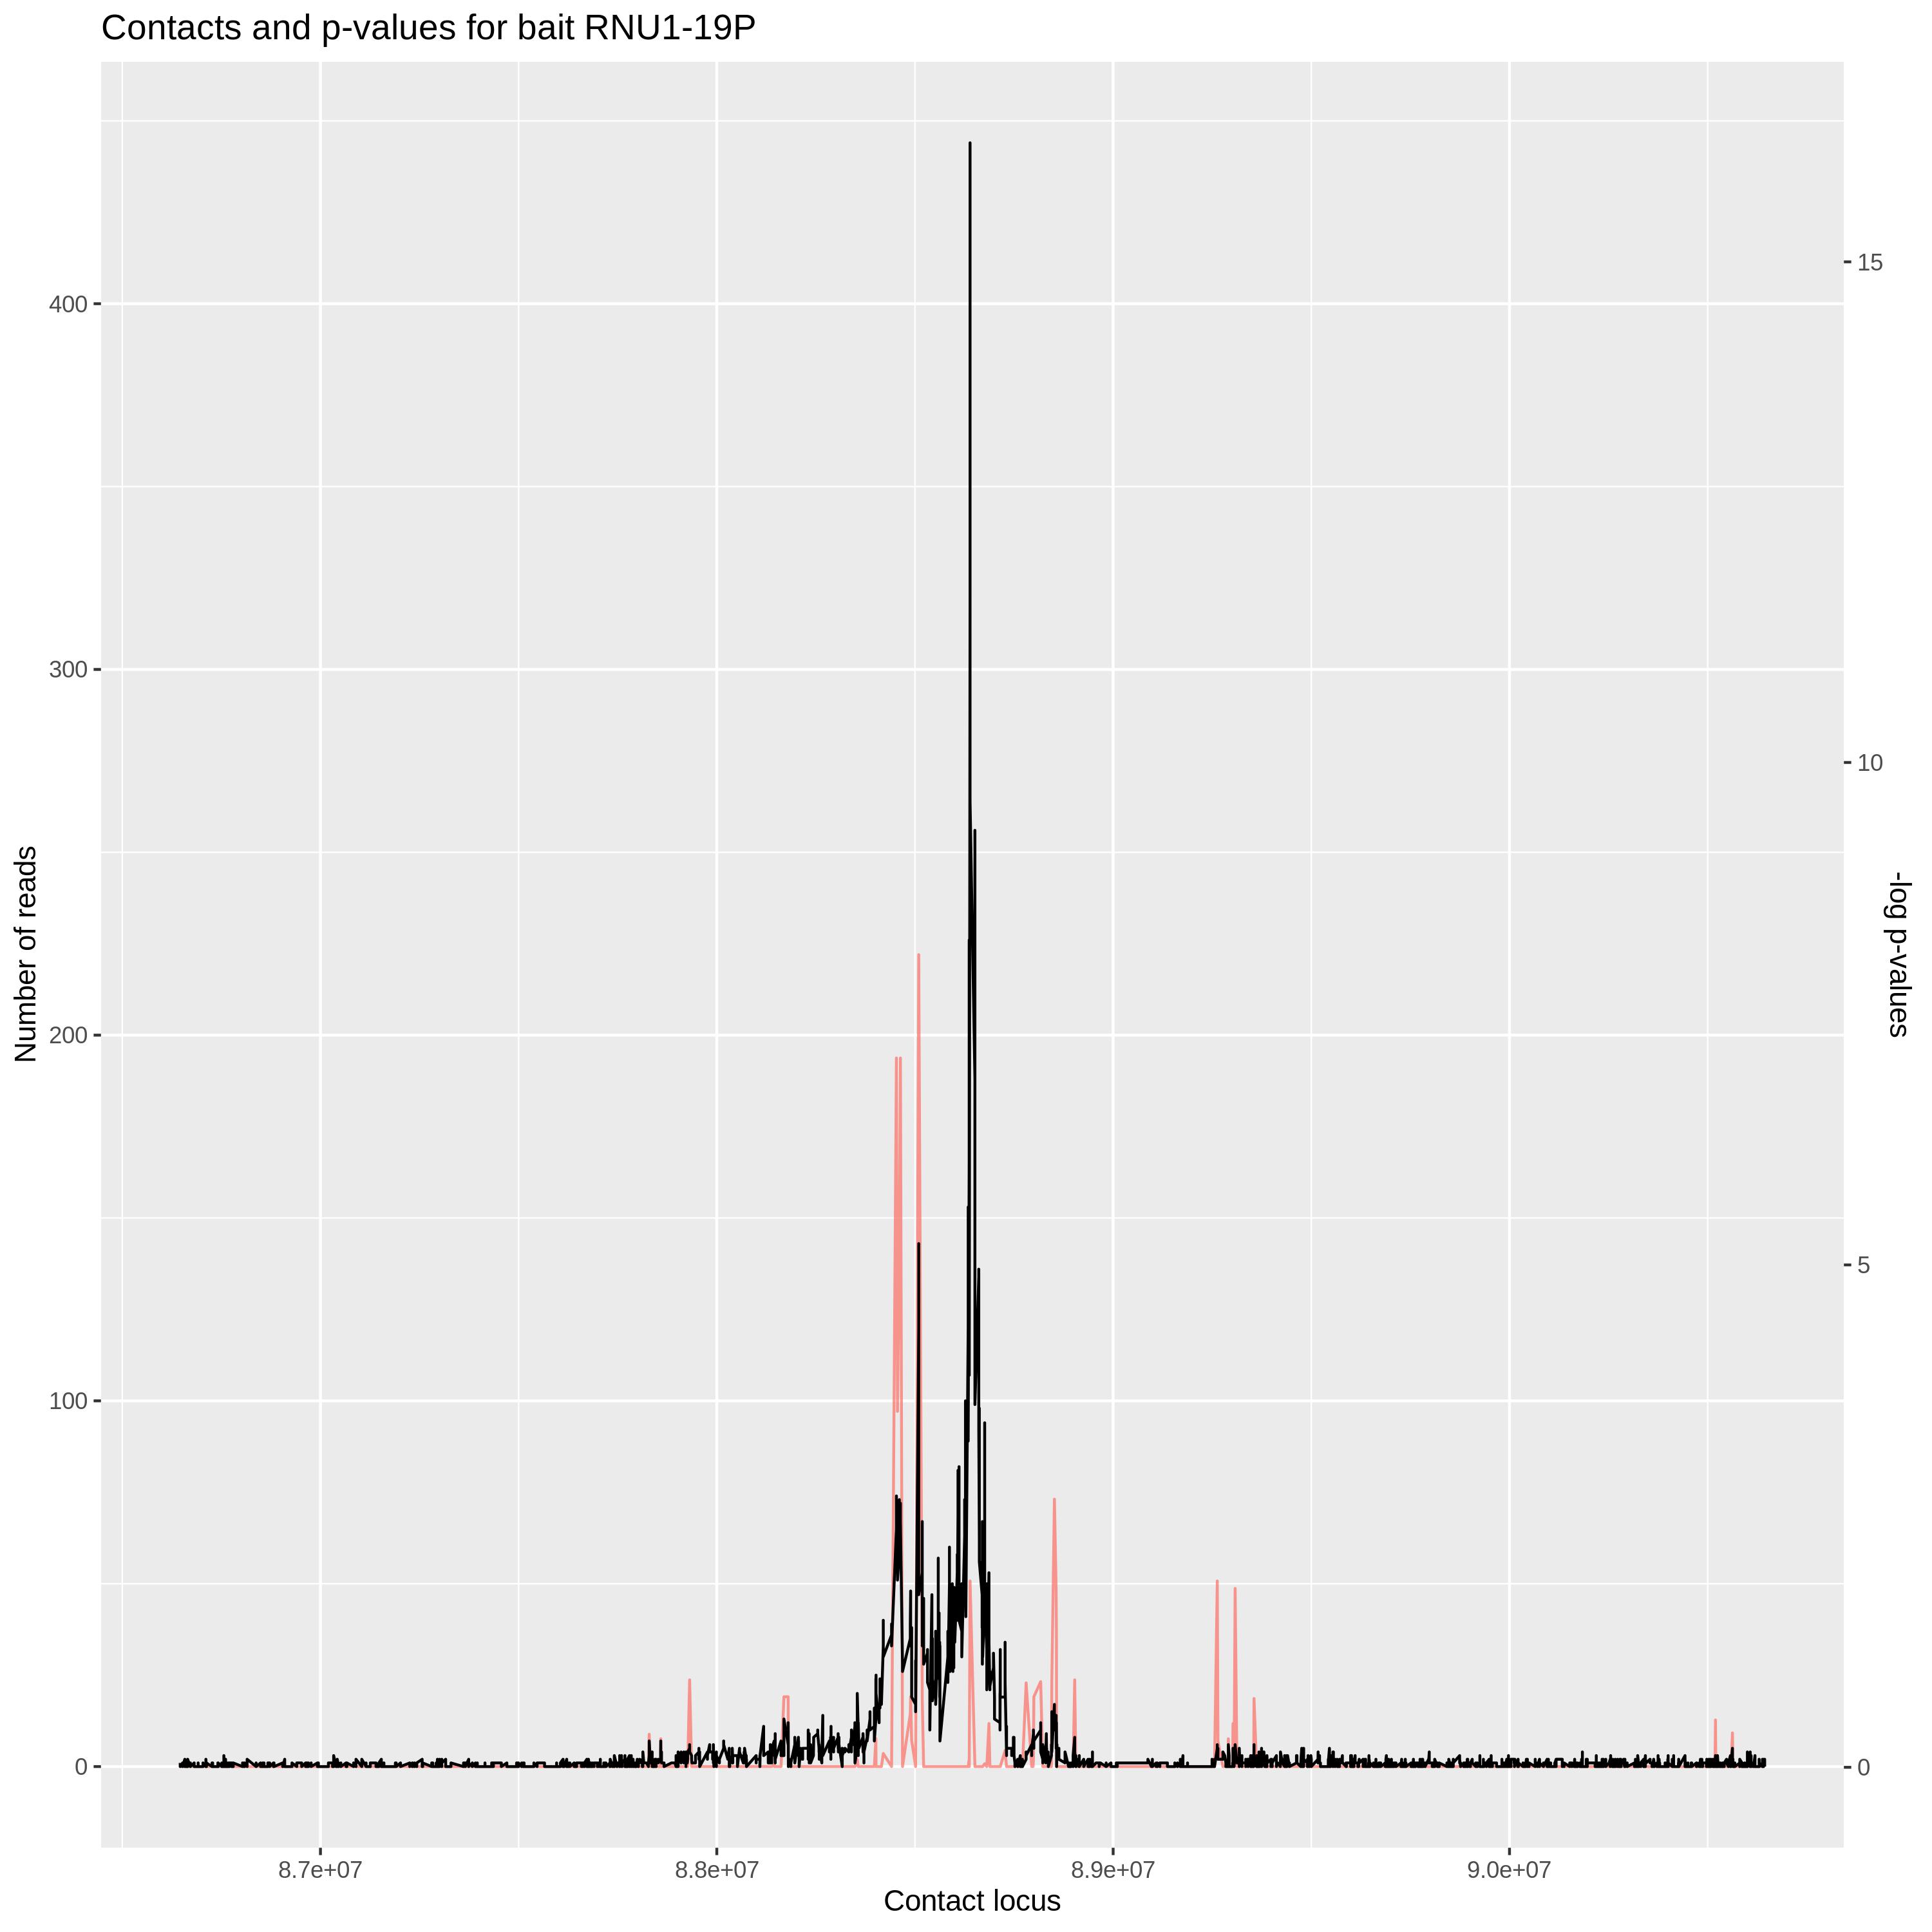 Contacts and p-values for bait RNU1-19P
Number of reads
400
300
200
100
0
15
10
5
0
-log p-values
8.7e+07
8.8e+07
8.9e+07
9.0e+07
Contact locus